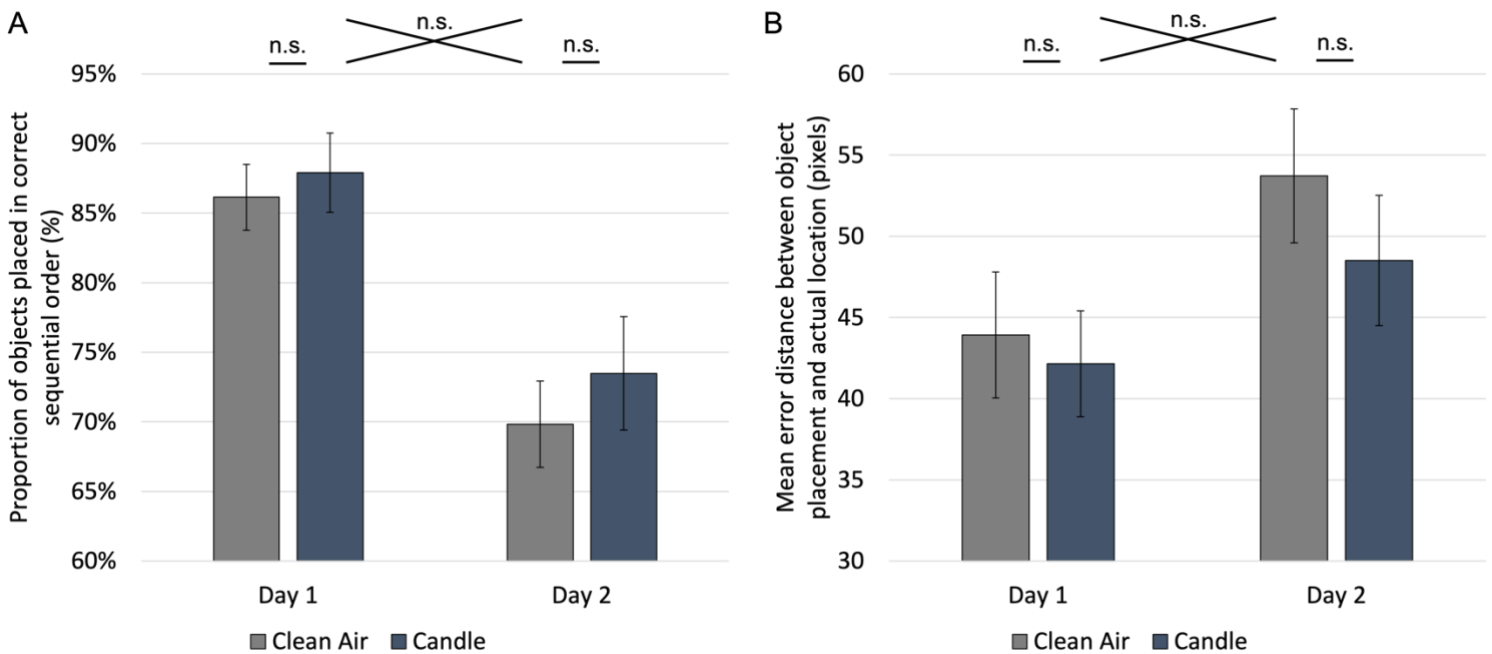 A
n.s.
n.s.
n.s.
95%
90%
85%
80%
75%
70%
65%
60%
Proportion of objects placed in correct
sequential order (%)
Day 1
Day 2
Clean Air
Candle
B
n.s.
n.s.
n.s.
60
55
50
45
40
35
30
Mean error distance between object
placement and actual location (pixels)
Day 1
Day 2
Clean Air
Candle